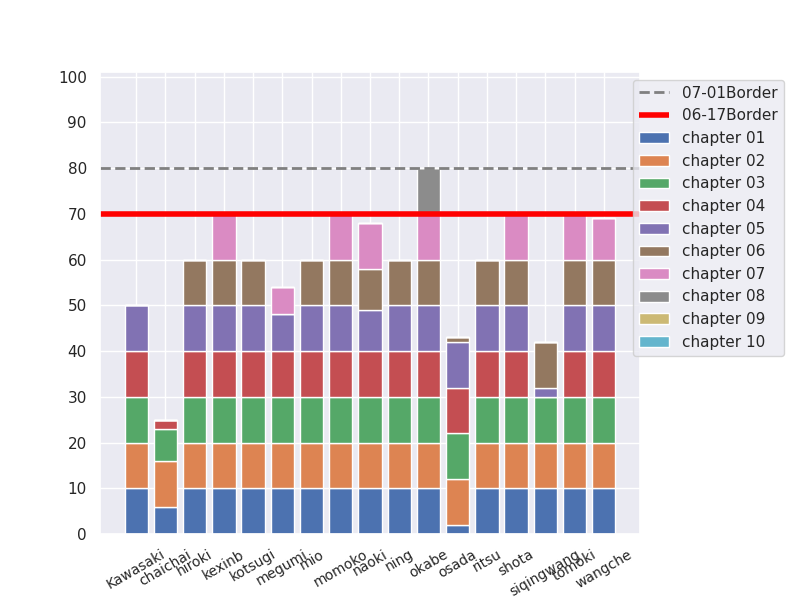 100
90
80
70
60
50
40
30
20
10
0
Kawasaki
chaichai
hiroki
kexinb
kotsugi
megumi
mio
momoko
naoki
ning
okabe
osada
ritsu
shota
siqingwang
tomoki
wangche
07-01Border
06-17Border
chapter 01
chapter 02
chapter 03
chapter 04
chapter 05
chapter 06
chapter 07
chapter 08
chapter 09
chapter 10